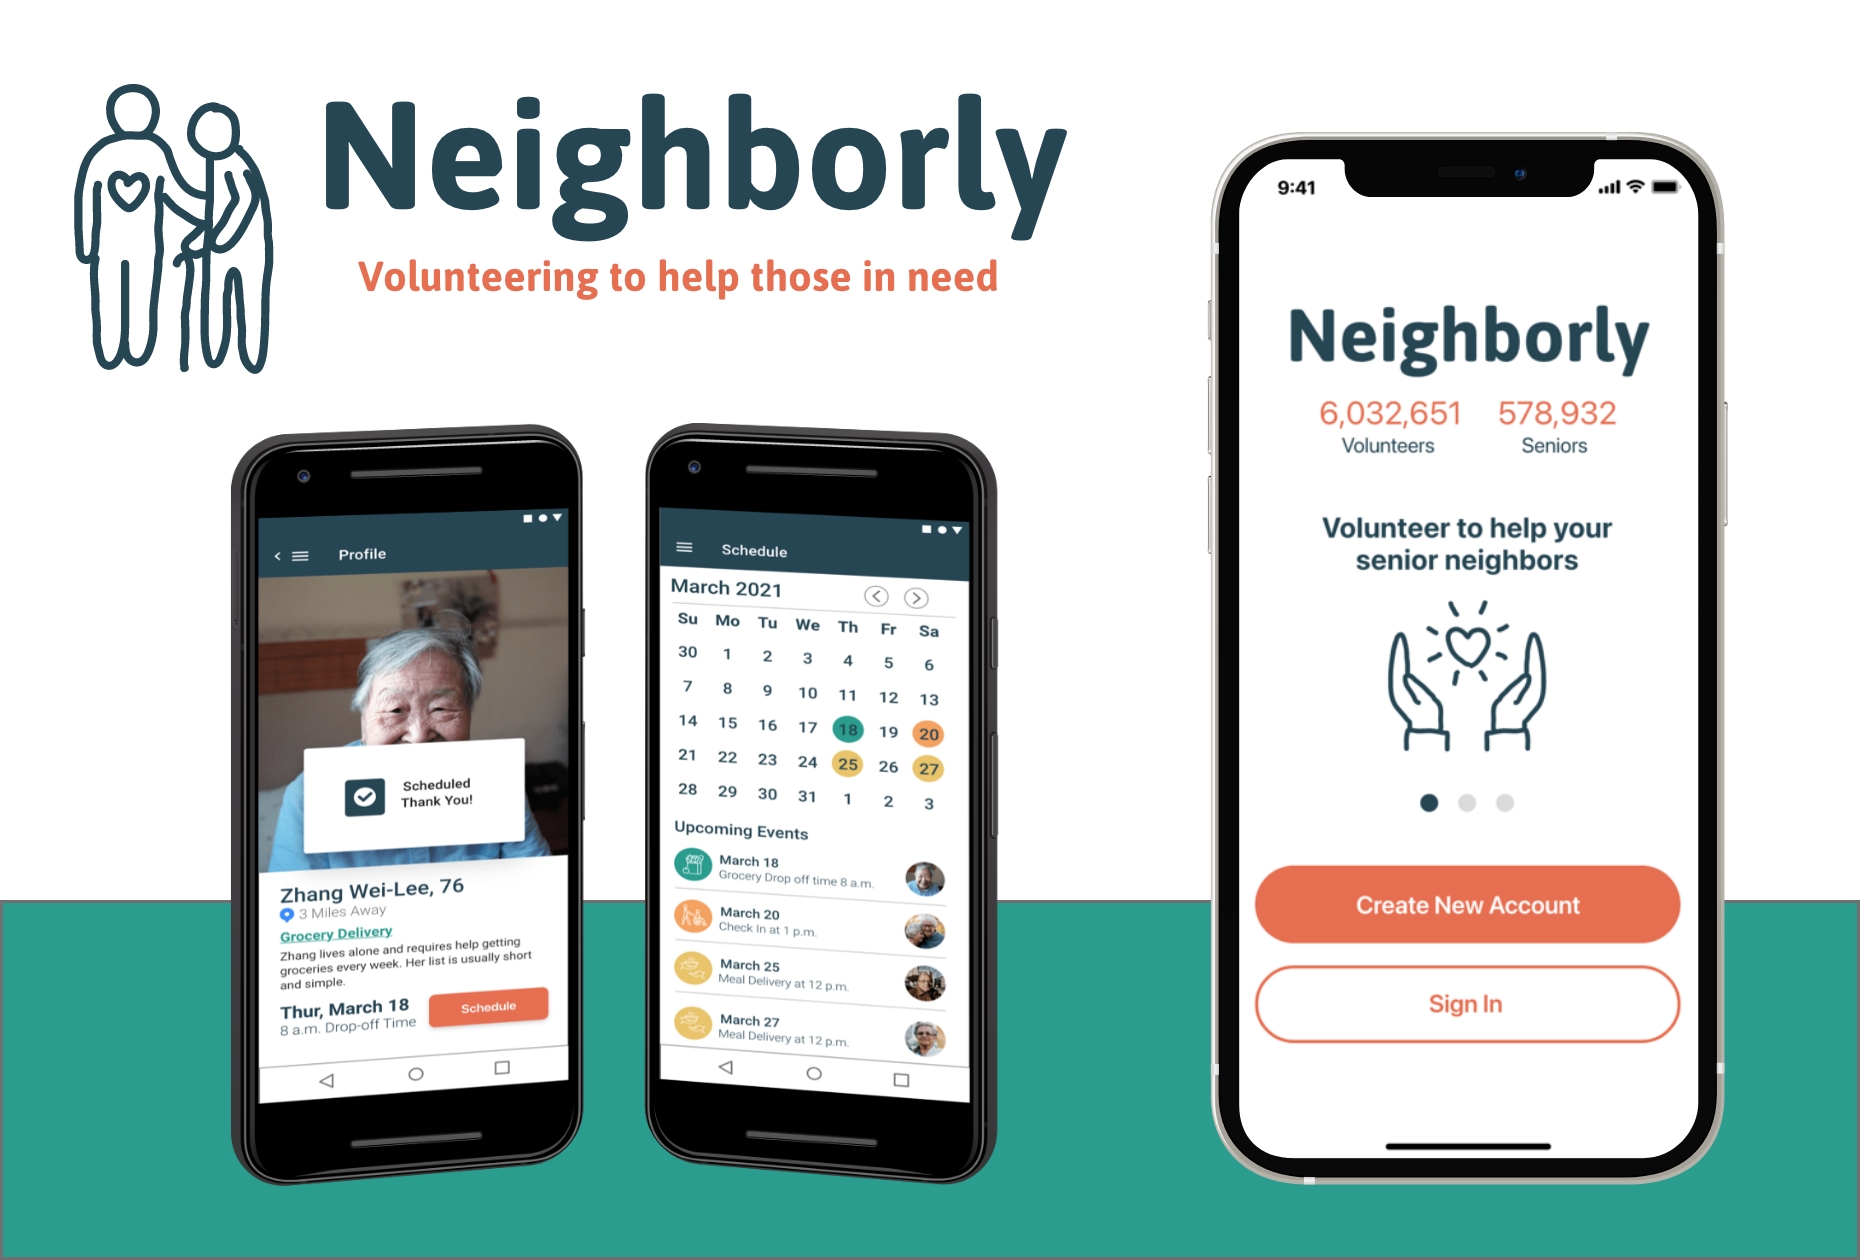 Neighborly
Volunteering to help those in need
Profile
Scheduled
Thank You!
Zhang Wei-Lee, 76
3 Miles Away
Grocery Delivery
Zhang lives alone and requires help getting
groceries every week. Her list is usually short
and simple.
Thur, March 18
8 a.m. Drop-off Time
Schedule
Schedule
March 2021
Su Mo Tu We Th Fr Sa
30 1 2 3 4 5 6
7 8 9 10 11 12 13
14 15 16 17 18 19 20
21 22 23 24 25 26 27
28 29 30 31 1 2 3
Upcoming Events
March 18
Grocery Drop off time 8 a.m.
March 20
Check In at 1 p.m.
March 25
Meal Delivery at 12 p.m.
March 27
Meal Delivery at 12 p.m.
9:41
Neighborly
6,032,651 578,932
Volunteers Seniors
Volunteer to help your
senior neighbors
Create New Account
Sign In